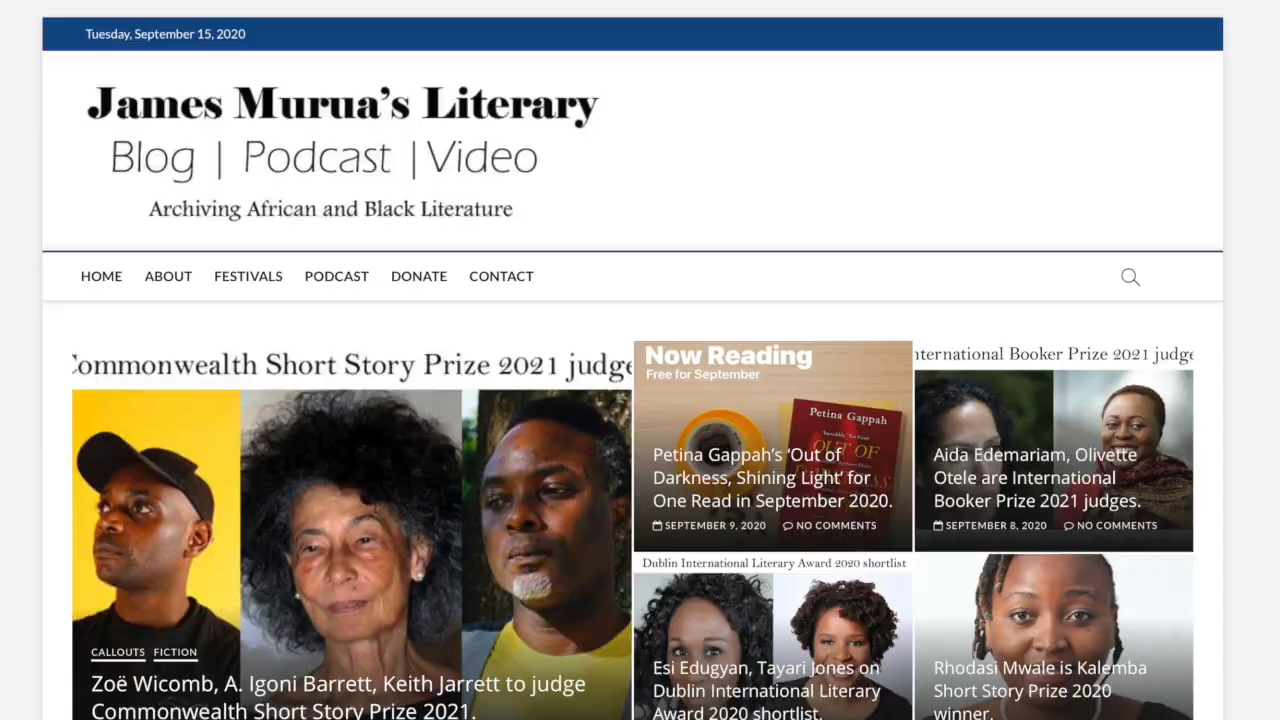 Tuesday, September 15, 2020
James Murua's Literary
Blog | Podcast | Video
Archiving African and Black Literature
HOME ABOUT FESTIVALS PODCAST DONATE CONTACT
Commonwealth Short Story Prize 2021 judge
CALLOUTS FICTION
Zoë Wicomb, A. Igoni Barrett, Keith Jarrett to judge
Commonwealth Short Story Prize 2021.
Now Reading
Free for September
Petina Gappah
OUT OF
Petina Gappah's 'Out of
Darkness, Shining Light' for
One Read in September 2020.
SEPTEMBER 9, 2020 NO COMMENTS
nternational Booker Prize 2021 judge
Aida Edemariam, Olivette
Otele are International
Booker Prize 2021 judges.
SEPTEMBER 8, 2020 NO COMMENTS
Dublin International Literary Award 2020 shortlist
Esi Edugyan, Tayari Jones on
Dublin International Literary
Award 2020 shortlist.
Rhodasi Mwale is Kalemba
Short Story Prize 2020
winner.